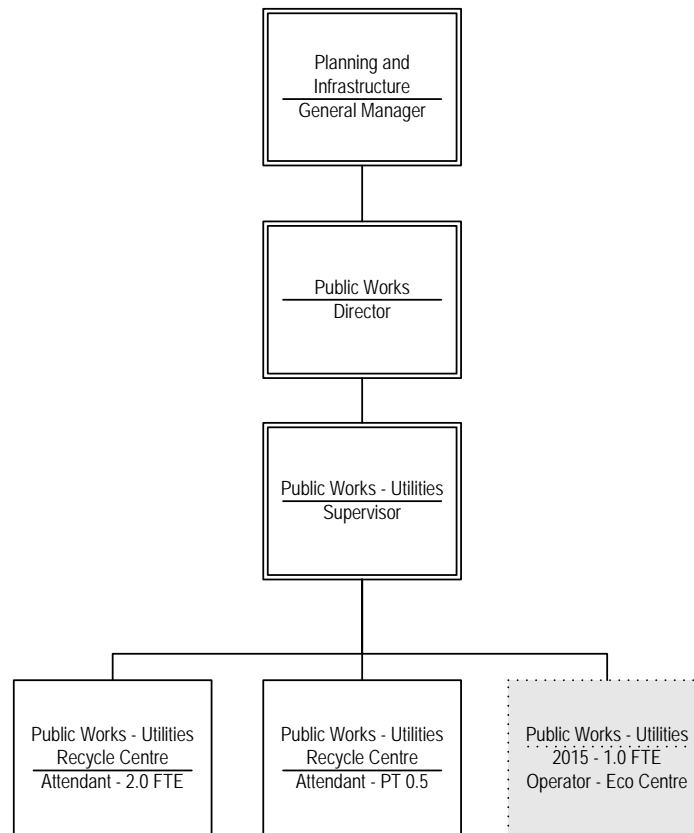 Planning and
Infrastructure
General Manager
Public Works
Director
Public Works - Utilities
Supervisor
Public Works - Utilities
Recycle Centre
Attendant - 2.0 FTE
Public Works - Utilities
Recycle Centre
Attendant - PT 0.5
Public Works - Utilities
2015 - 1.0 FTE
Operator - Eco Centre